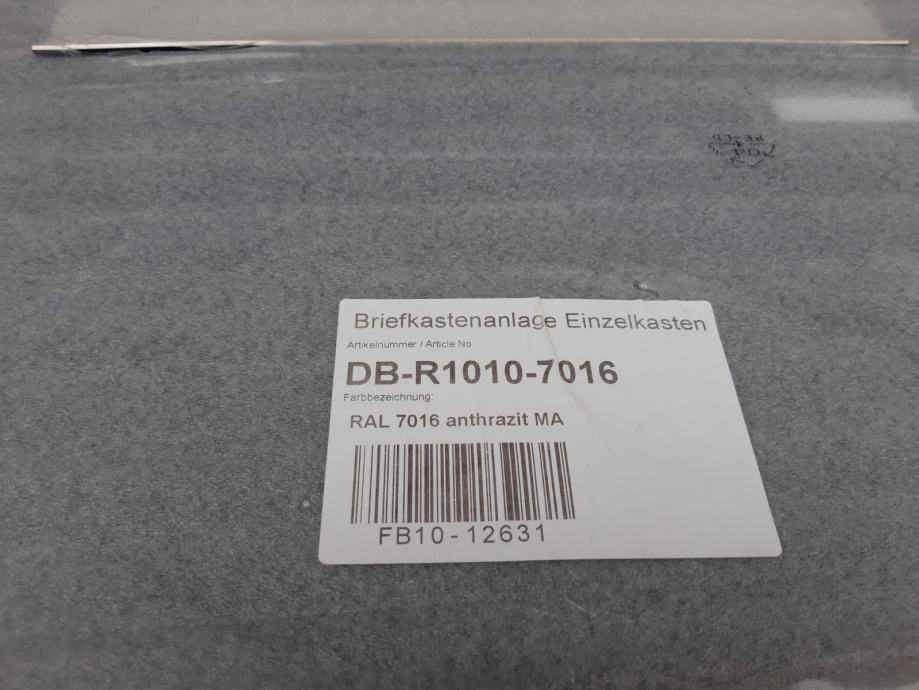 Briefkastenanlage Einzelkasten
Artikelnummer / Article No:
DB-R1010-7016
Farbbezeichnung:
RAL 7016 anthrazit MA
FB10-12631